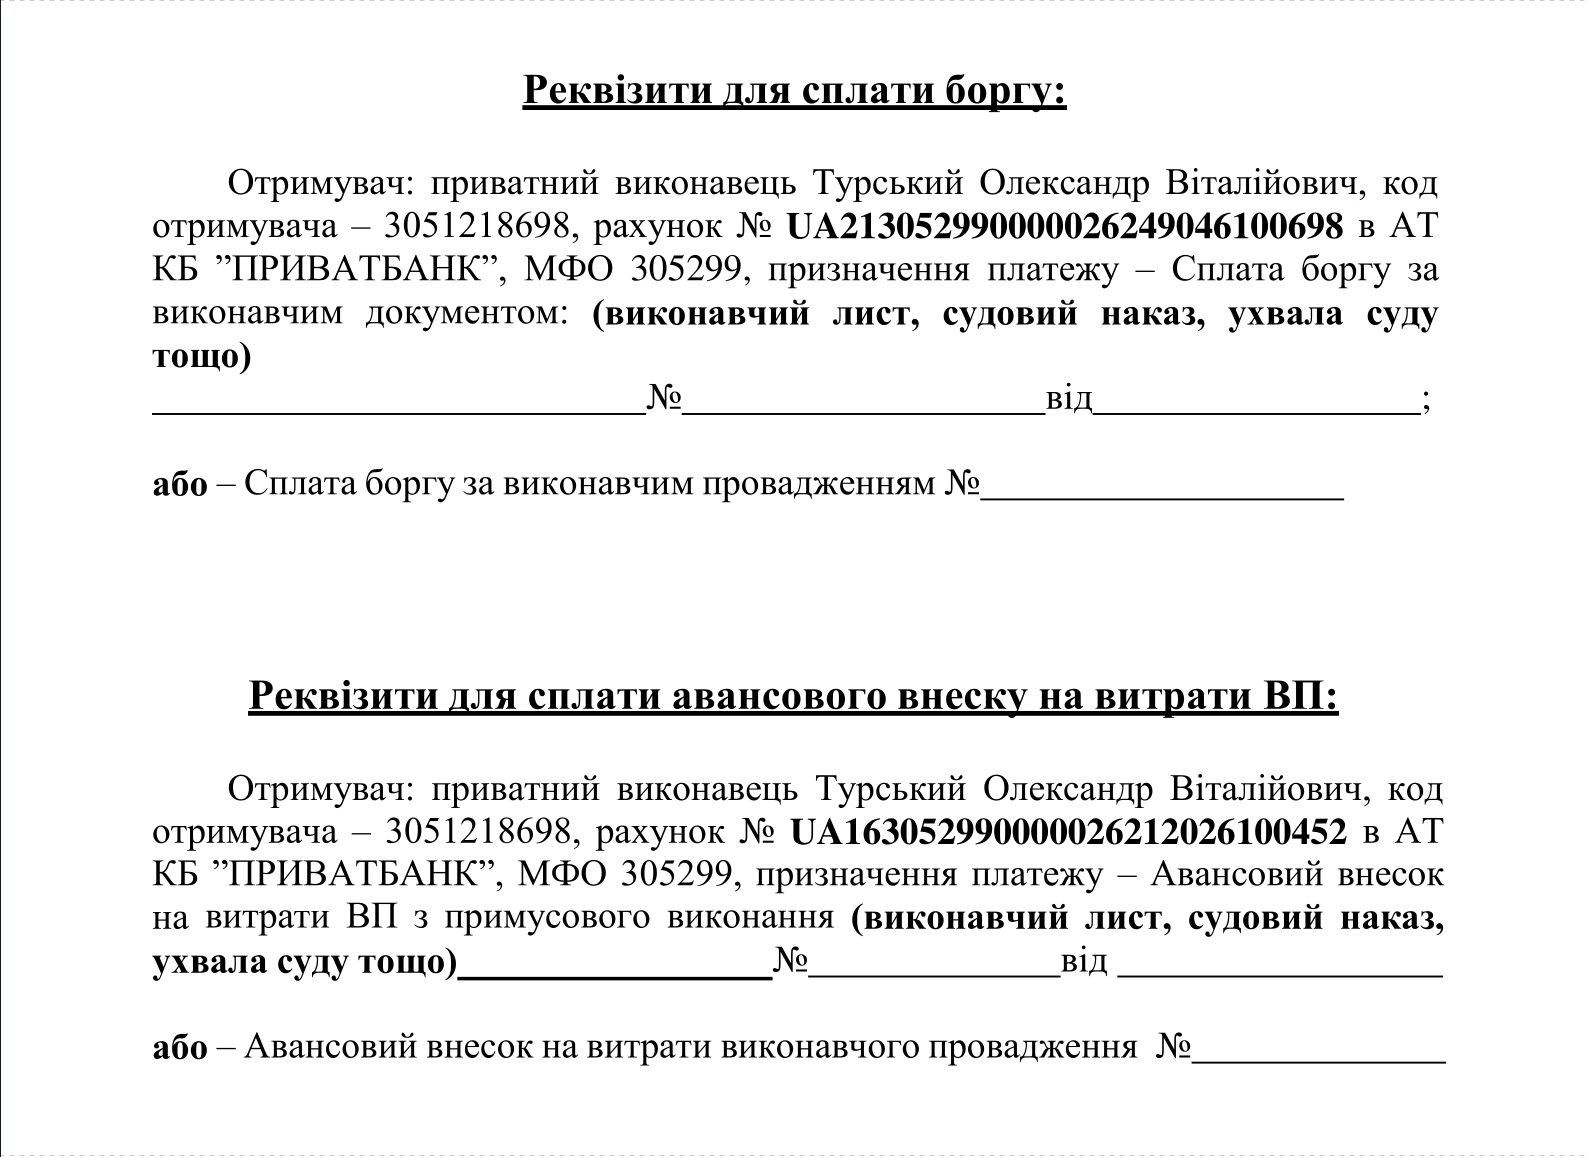 Реквізити для сплати боргу:
Отримувач: приватний виконавець Турський Олександр Віталійович, код
отримувача – 3051218698, рахунок № UA213052990000026249046100698 в АТ
КБ ”ПРИВАТБАНК”, МФО 305299, призначення платежу – Сплата боргу за
виконавчим документом: (виконавчий лист, судовий наказ, ухвала суду
тощо)
___________________________№____________________від__________________;
або – Сплата боргу за виконавчим провадженням №____________________
Реквізити для сплати авансового внеску на витрати ВП:
Отримувач: приватний виконавець Турський Олександр Віталійович, код
отримувача – 3051218698, рахунок № UA163052990000026212026100452 в АТ
КБ ”ПРИВАТБАНК”, МФО 305299, призначення платежу – Авансовий внесок
на витрати ВП з примусового виконання (виконавчий лист, судовий наказ,
ухвала суду тощо)_________________№______________від __________________
або – Авансовий внесок на витрати виконавчого провадження №______________